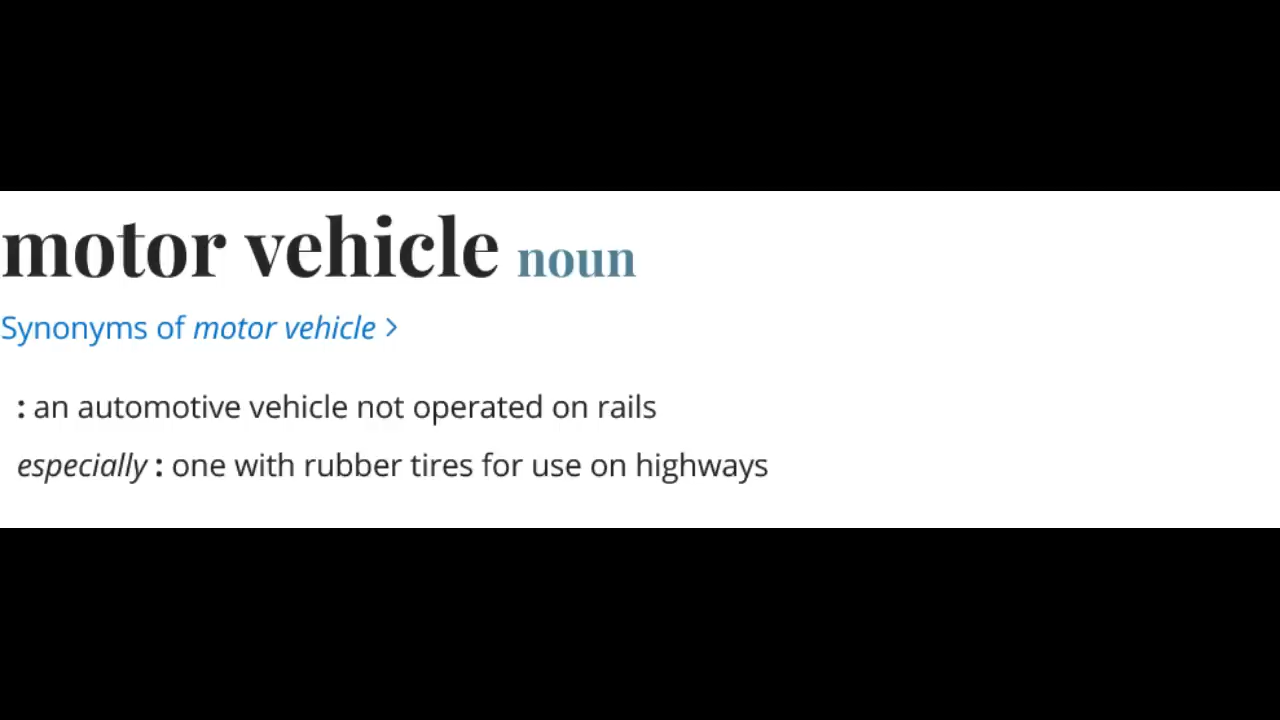 motor vehicle noun
Synonyms of motor vehicle >
: an automotive vehicle not operated on rails
especially : one with rubber tires for use on highways